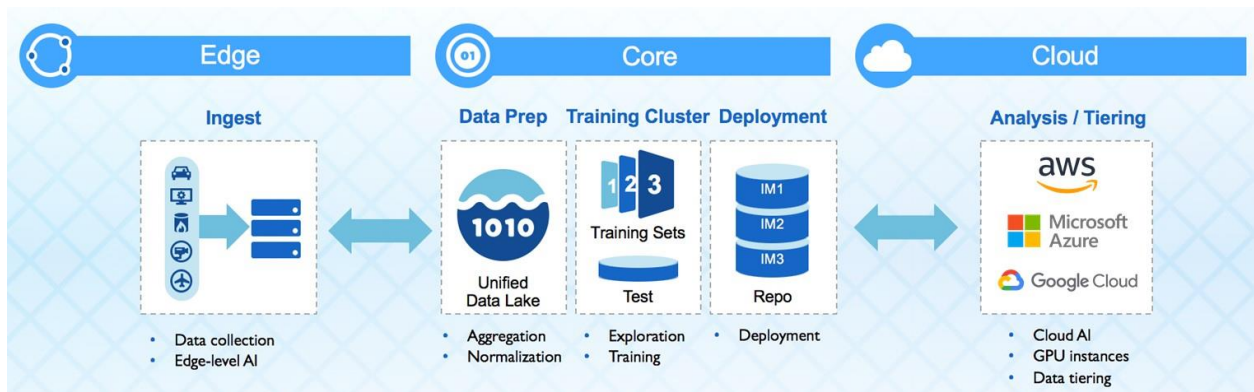 Edge
Ingest
Data collection
Edge-level AI
01
Core
Data Prep
Training Cluster
Deployment
1010
Unified
Data Lake
Aggregation
Normalization
1 2 3
Training Sets
Test
Exploration
Training
IM1
IM2
IM3
Repo
Deployment
Cloud
Analysis / Tiering
aws
Microsoft
Azure
Google Cloud
Cloud AI
GPU instances
Data tiering